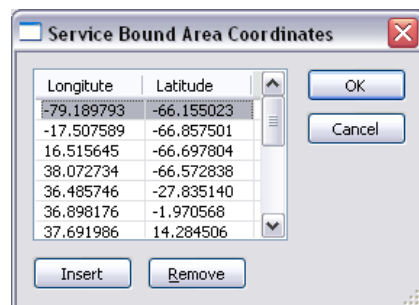 Service Bound Area Coordinates
Longitute Latitude
-79.189793 -66.155023
-17.507589 -66.857501
16.515645 -66.697804
38.072734 -66.572838
36.485746 -27.835140
36.898176 -1.970568
37.691986 14.284506
OK
Cancel
Insert Remove